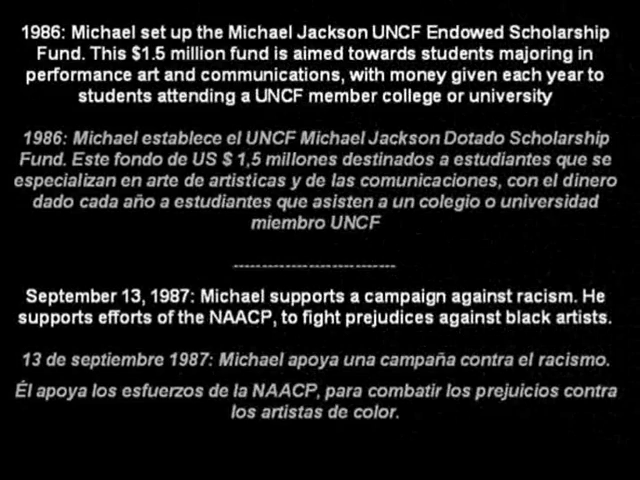 1986: Michael set up the Michael Jackson UNCF Endowed Scholarship
Fund. This $1.5 million fund is aimed towards students majoring in
performance art and communications, with money given each year to
students attending a UNCF member college or university
1986: Michael establece el UNCF Michael Jackson Dotado Scholarship
Fund. Este fondo de US $ 1,5 millones destinados a estudiantes que se
especializan en arte de artisticas y de las comunicaciones, con el dinero
dado cada año a estudiantes que asisten a un colegio o universidad
miembro UNCF
----------------------------
September 13, 1987: Michael supports a campaign against racism. He
supports efforts of the NAACP, to fight prejudices against black artists.
13 de septiembre 1987: Michael apoya una campaña contra el racismo.
Él apoya los esfuerzos de la NAACP, para combatir los prejuicios contra
los artistas de color.